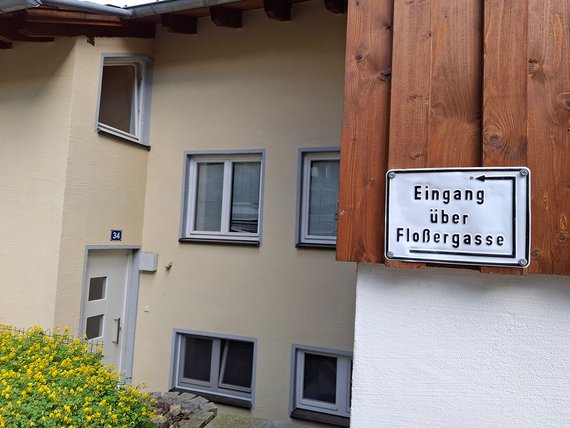 34
Eingang
über
Floßergasse